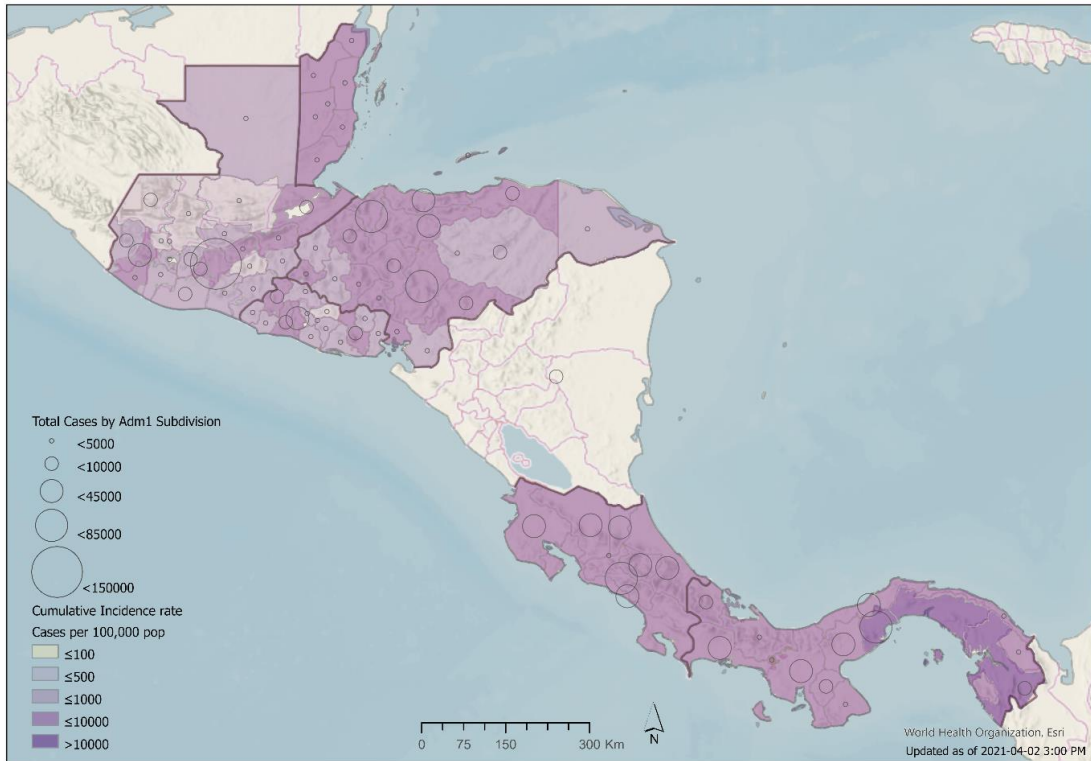 Total Cases by Adm1 Subdivision
<5000
<10000
<45000
<85000
<150000
Cumulative Incidence rate
Cases per 100,000 pop
≤100
≤500
≤1000
≤10000
>10000
0 75 150 300 Km
N
World Health Organization, Esri
Updated as of 2021-04-02 3:00 PM